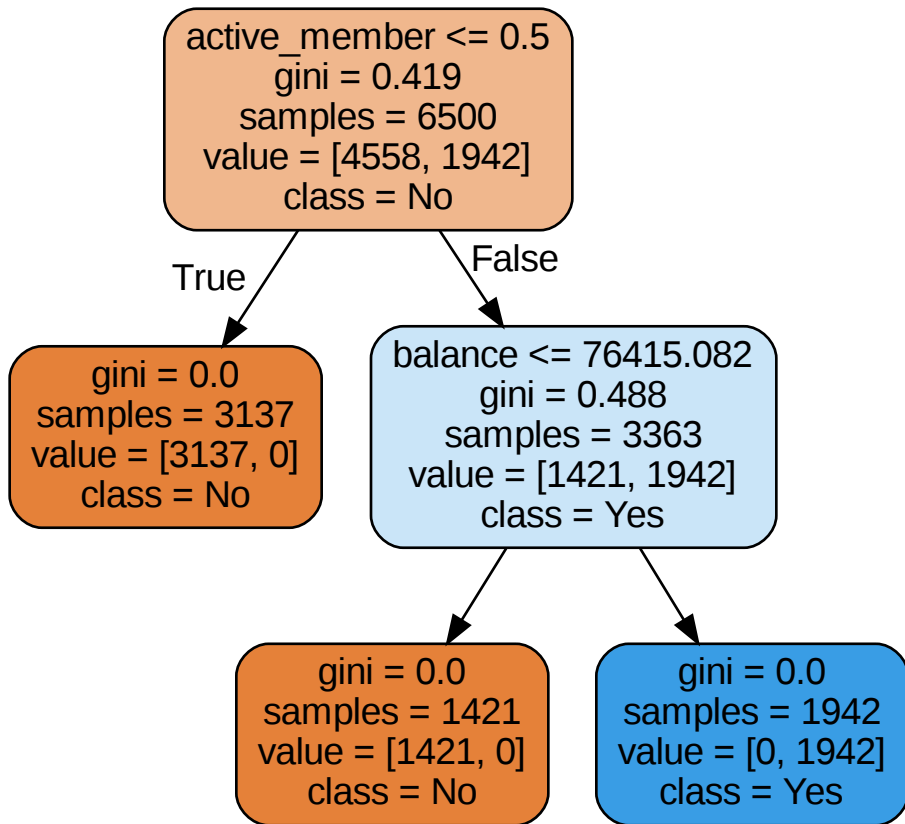 active_member <= 0.5
gini = 0.419
samples = 6500
value = [4558, 1942]
class = No
True
False
gini = 0.0
samples = 3137
value = [3137, 0]
class = No
balance <= 76415.082
gini = 0.488
samples = 3363
value = [1421, 1942]
class = Yes
gini = 0.0
samples = 1421
value = [1421, 0]
class = No
gini = 0.0
samples = 1942
value = [0, 1942]
class = Yes